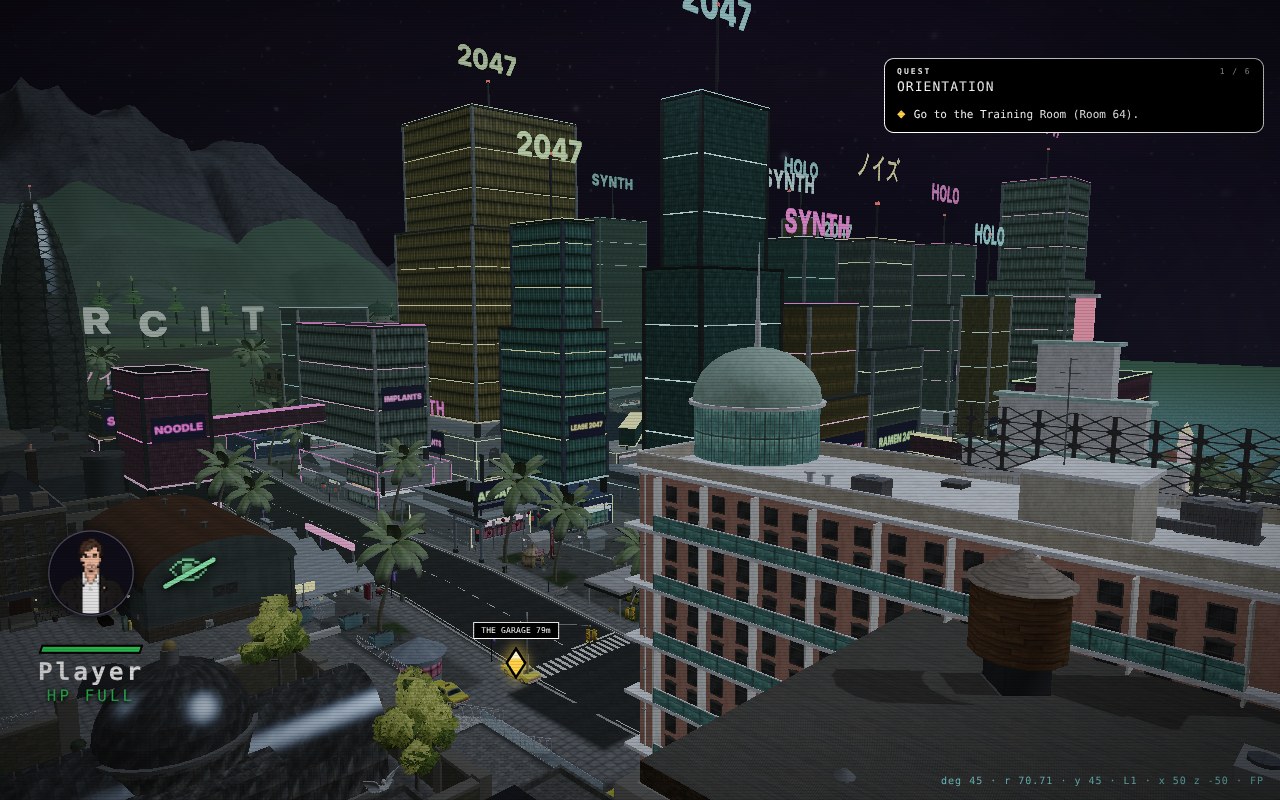 2047
2047
2047
SYNTH
HOLO
SYNTH
SYNTH
ノイズ
HOLO
HOLO
QUEST
1 / 6
ORIENTATION
Go to the Training Room (Room 64).
R C I T
NOODLE
IMPLANTS
LEASE 2047
RAMEN 24
THE GARAGE 79m
Player
HP FULL
deg 45 · r 70.71 · y 45 · L1 · x 50 z -50 · FP